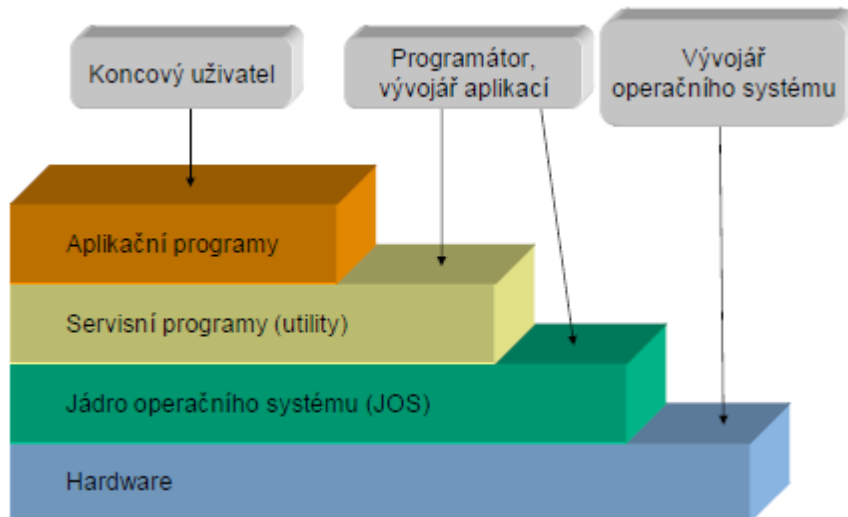 Koncový uživatel
Programátor,
vývojář aplikací
Vývojář
operačního systému
Aplikační programy
Servisní programy (utility)
Jádro operačního systému (JOS)
Hardware